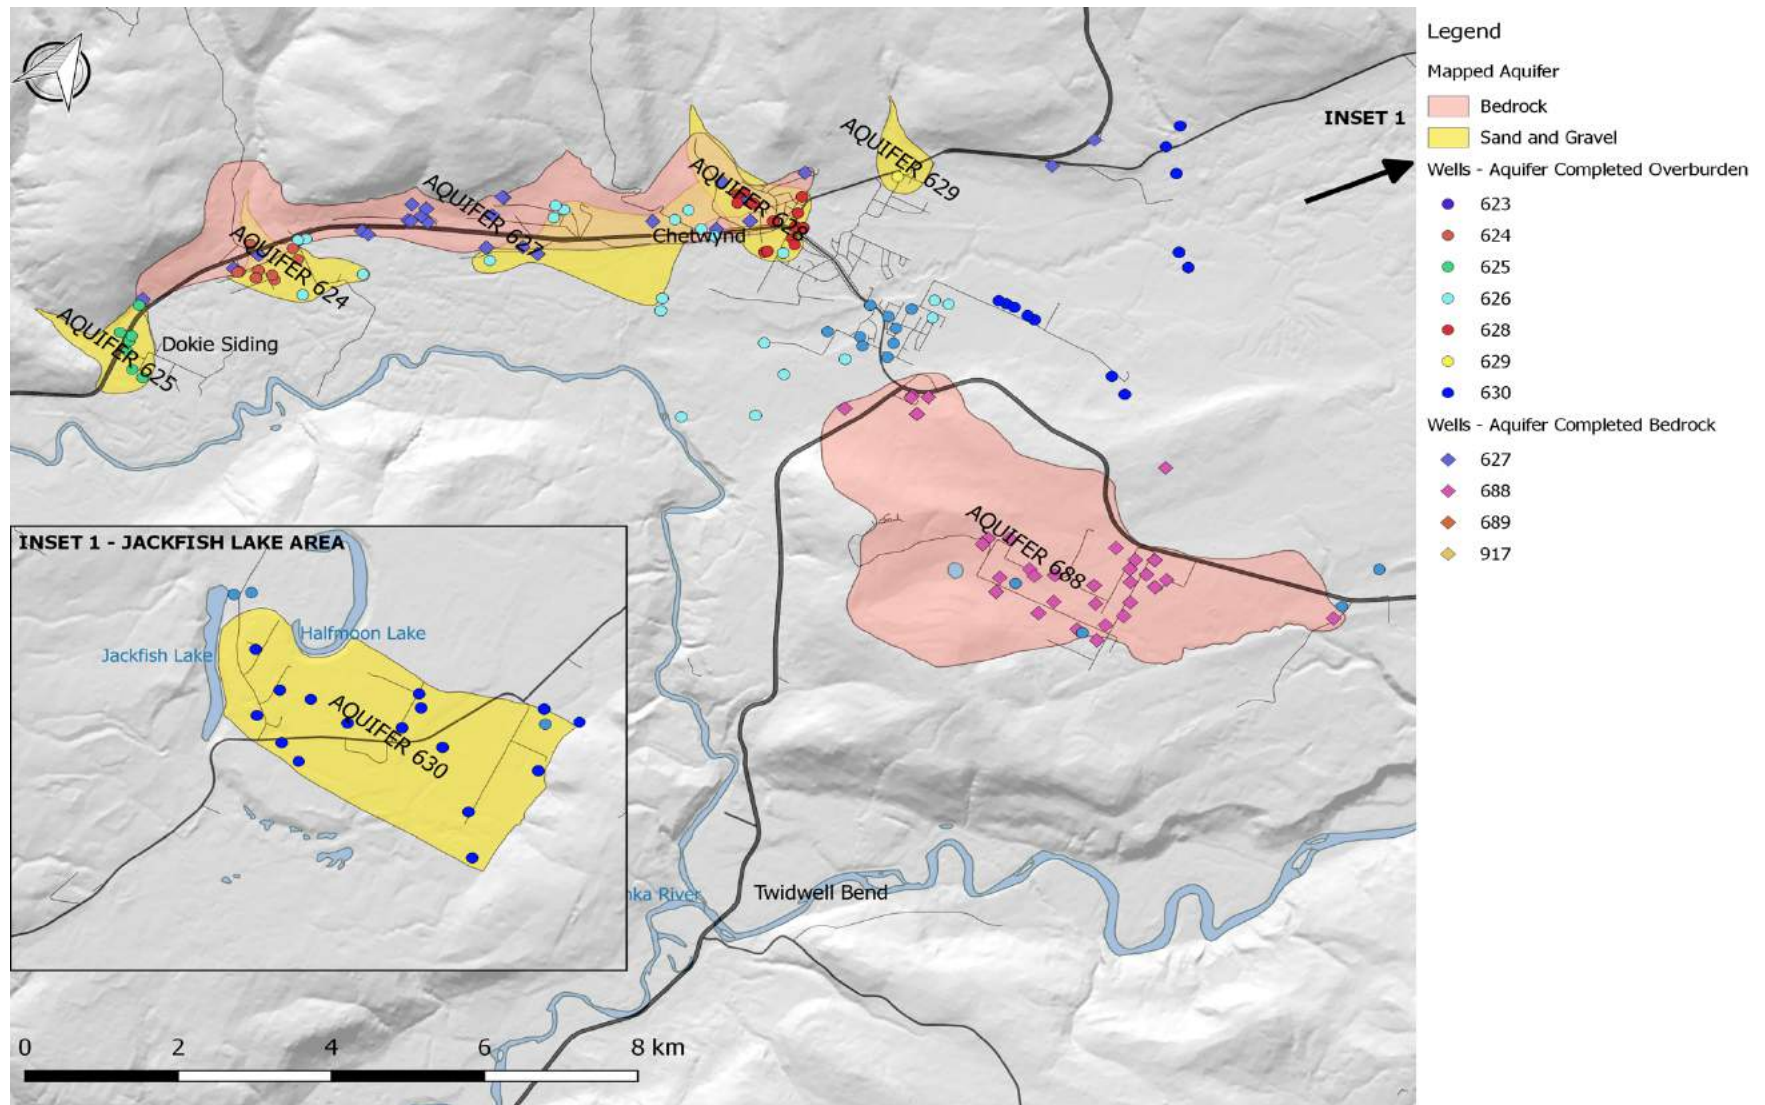 Legend
Mapped Aquifer
Bedrock
INSET 1
Sand and Gravel
Wells - Aquifer Completed Overburden
623
624
625
626
628
629
630
Wells - Aquifer Completed Bedrock
627
688
689
917
AQUIFER 629
AQUIFER 628
AQUIFER 627
Chetwynd
AQUIFER 624
AQUIFER 625
Dokie Siding
AQUIFER 688
INSET 1 - JACKFISH LAKE AREA
Halfmoon Lake
Jackfish Lake
AQUIFER 630
nka River
Twidwell Bend
0 2 4 6 8 km